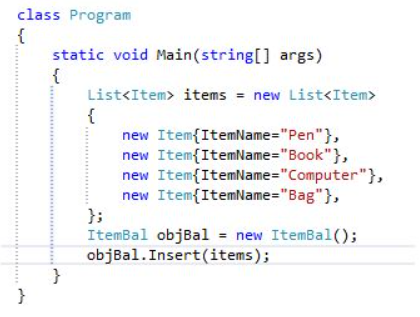 class Program
{
static void Main(string[] args)
{
List<Item> items = new List<Item>
{
new Item{ItemName="Pen"},
new Item{ItemName="Book"},
new Item{ItemName="Computer"},
new Item{ItemName="Bag"},
};
ItemBal objBal = new ItemBal();
objBal.Insert(items);
}
}